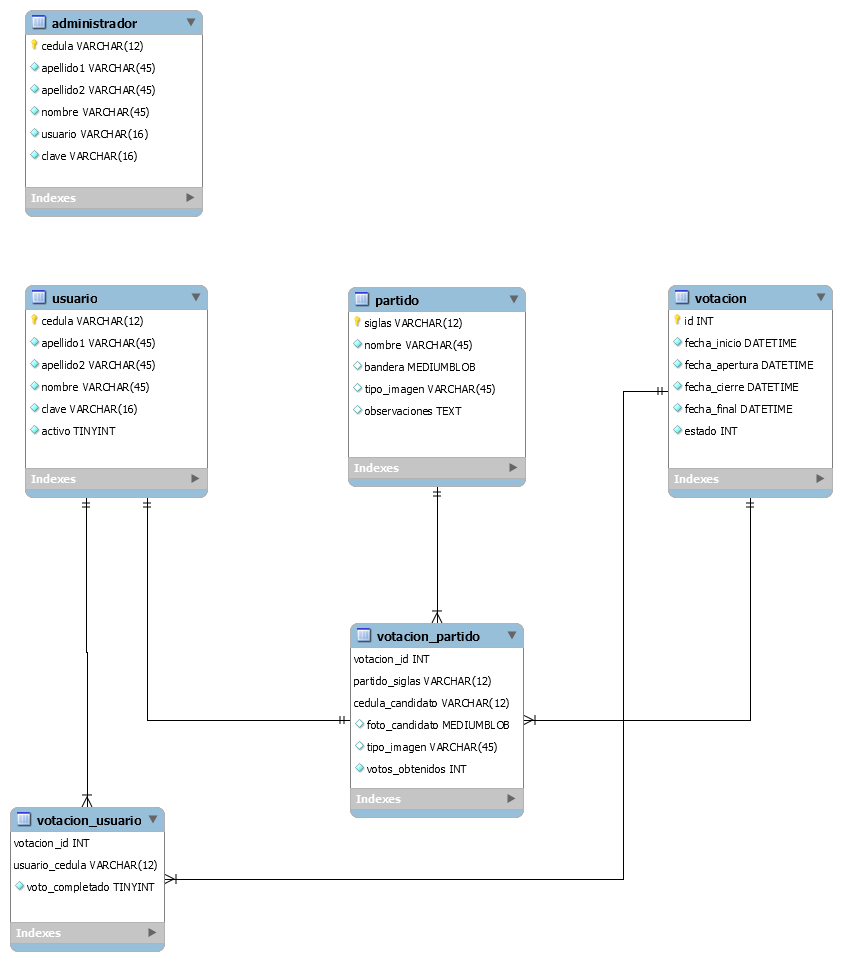 administrador
cedula VARCHAR(12)
apellido1 VARCHAR(45)
apellido2 VARCHAR(45)
nombre VARCHAR(45)
usuario VARCHAR(16)
clave VARCHAR(16)
Indexes
usuario
cedula VARCHAR(12)
apellido1 VARCHAR(45)
apellido2 VARCHAR(45)
nombre VARCHAR(45)
clave VARCHAR(16)
activo TINYINT
Indexes
partido
siglas VARCHAR(12)
nombre VARCHAR(45)
bandera MEDIUMBLOB
tipo_imagen VARCHAR(45)
observaciones TEXT
Indexes
votacion
id INT
fecha_inicio DATETIME
fecha_apertura DATETIME
fecha_cierre DATETIME
fecha_final DATETIME
estado INT
Indexes
votacion_partido
votacion_id INT
partido_siglas VARCHAR(12)
cedula_candidato VARCHAR(12)
foto_candidato MEDIUMBLOB
tipo_imagen VARCHAR(45)
votos_obtenidos INT
Indexes
votacion_usuario
votacion_id INT
usuario_cedula VARCHAR(12)
voto_completado TINYINT
Indexes